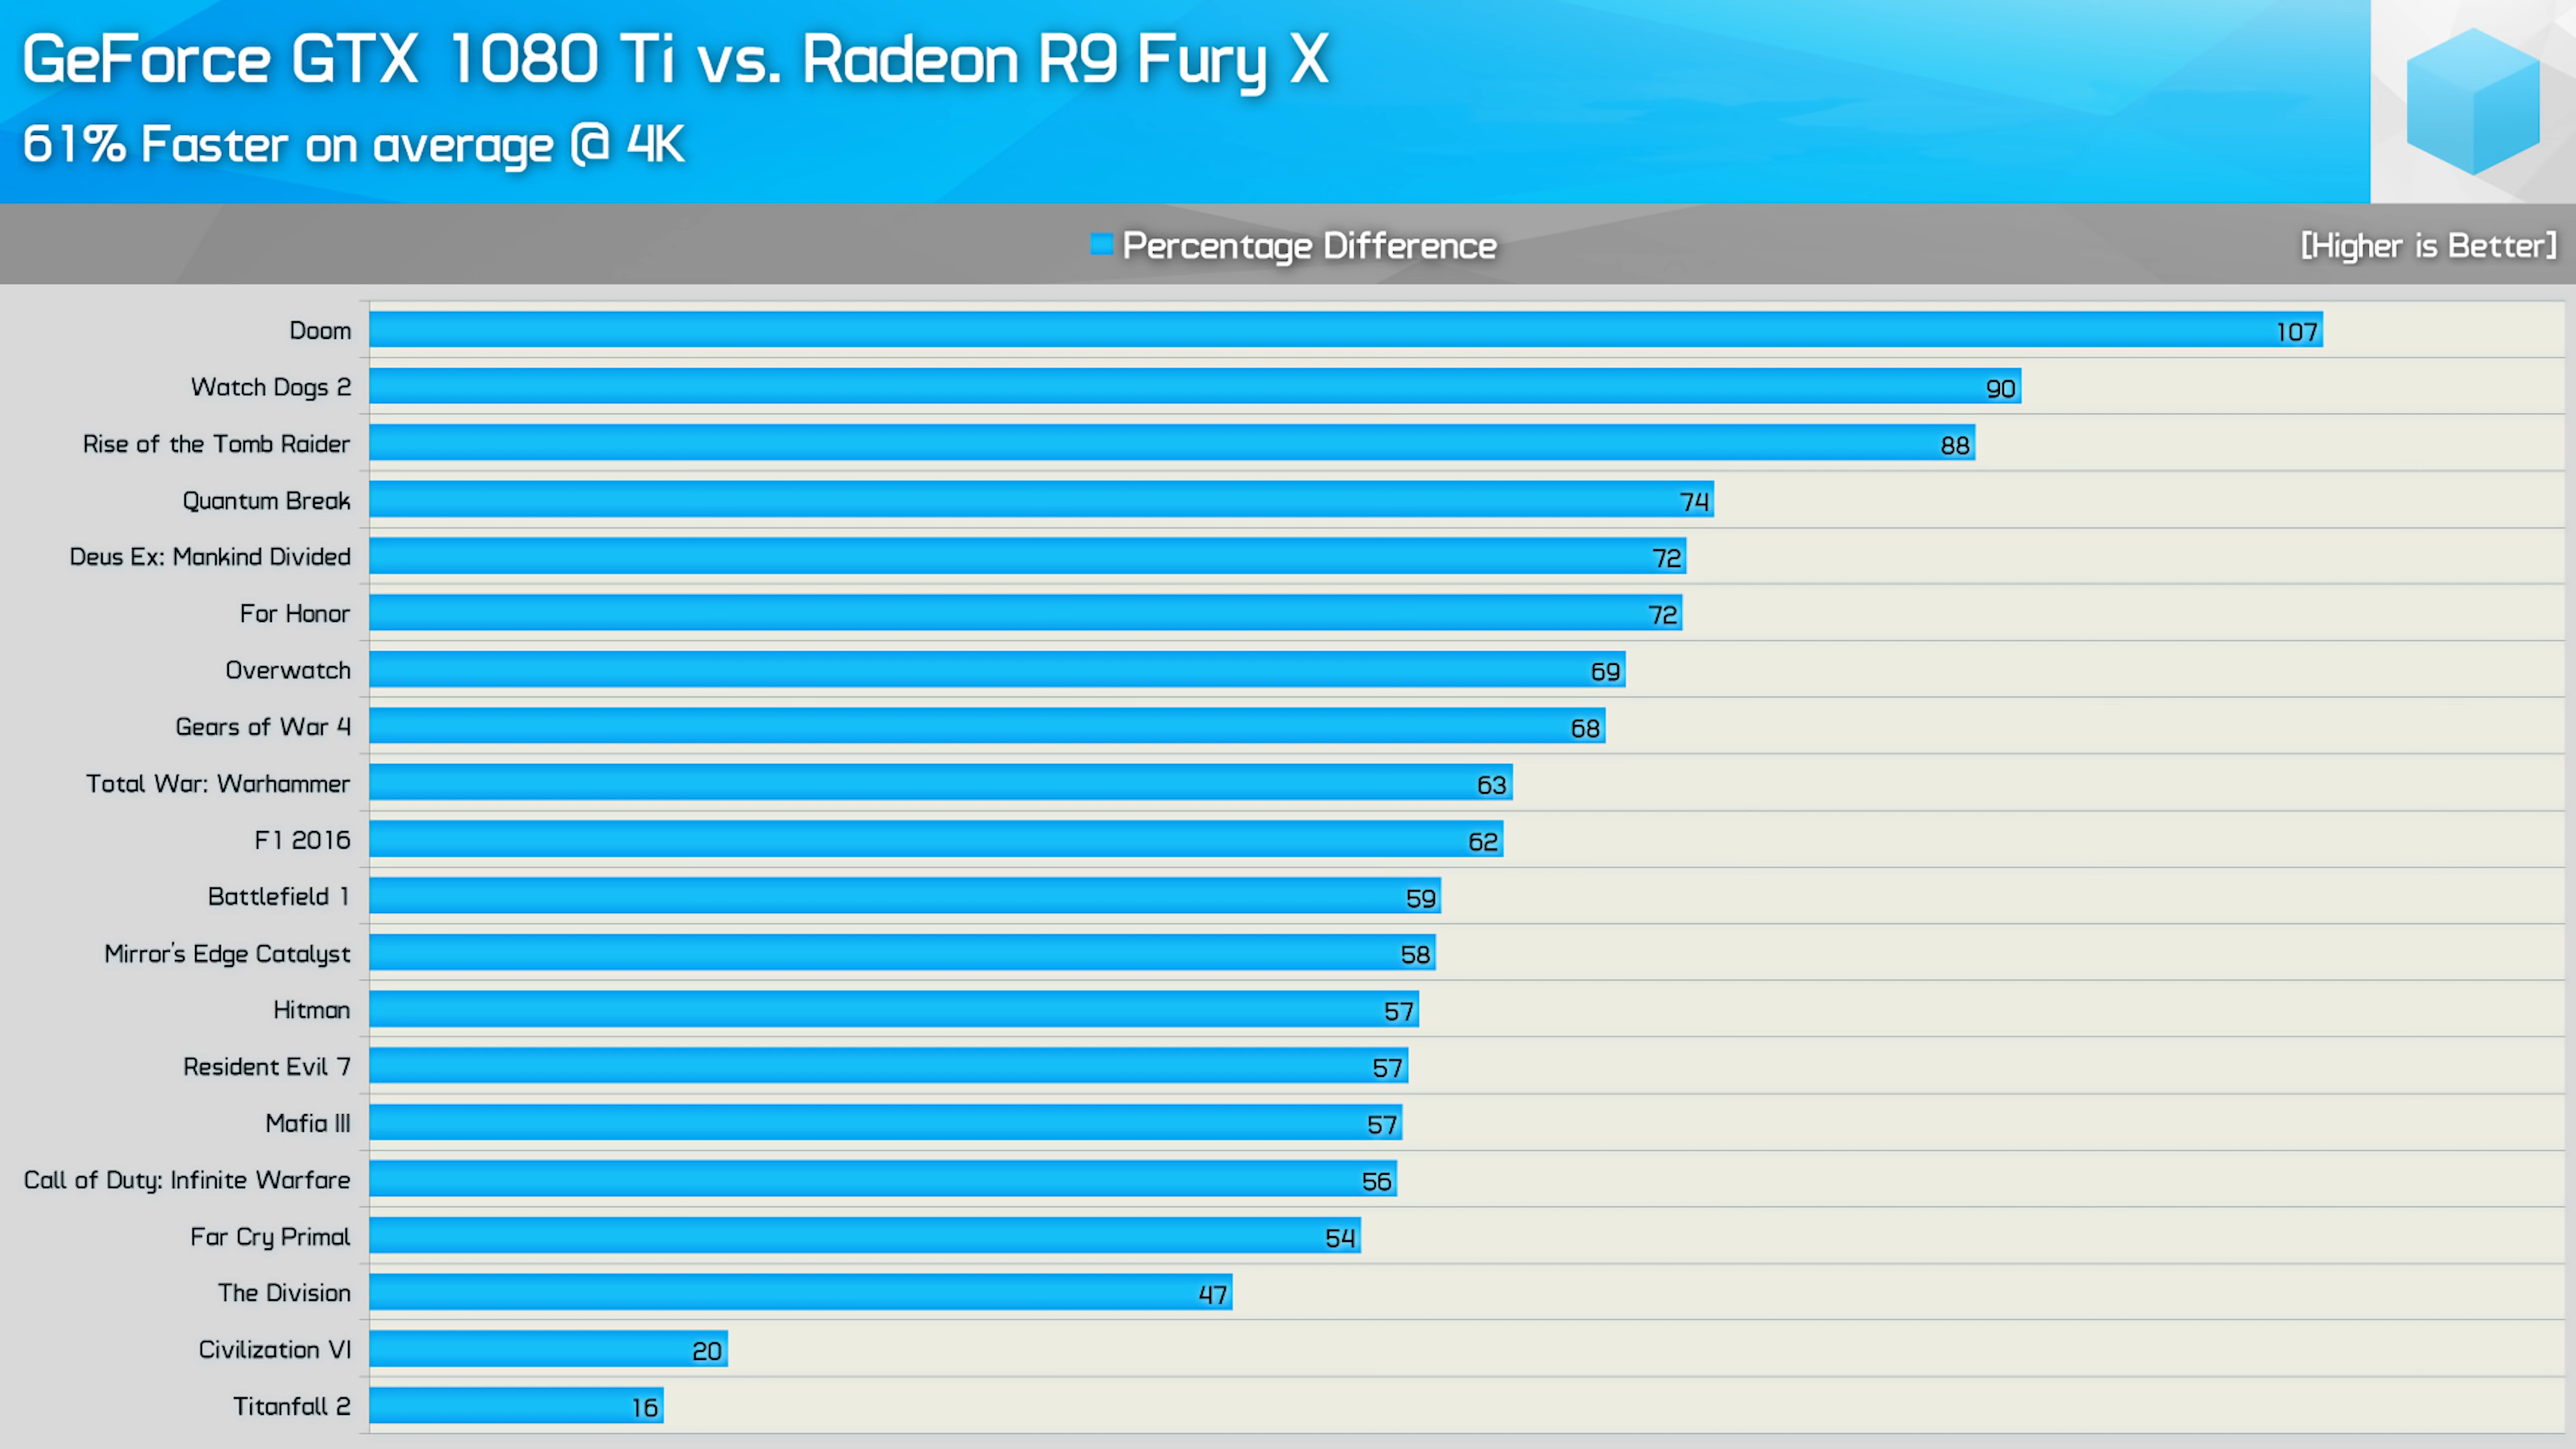 GeForce GTX 1080 Ti vs. Radeon R9 Fury X
61% Faster on average @ 4K
Percentage Difference
[Higher is Better]
Doom 107
Watch Dogs 2 90
Rise of the Tomb Raider 88
Quantum Break 74
Deus Ex: Mankind Divided 72
For Honor 72
Overwatch 69
Gears of War 4 68
Total War: Warhammer 63
F1 2016 62
Battlefield 1 59
Mirror's Edge Catalyst 58
Hitman 57
Resident Evil 7 57
Mafia III 57
Call of Duty: Infinite Warfare 56
Far Cry Primal 54
The Division 47
Civilization VI 20
Titanfall 2 16